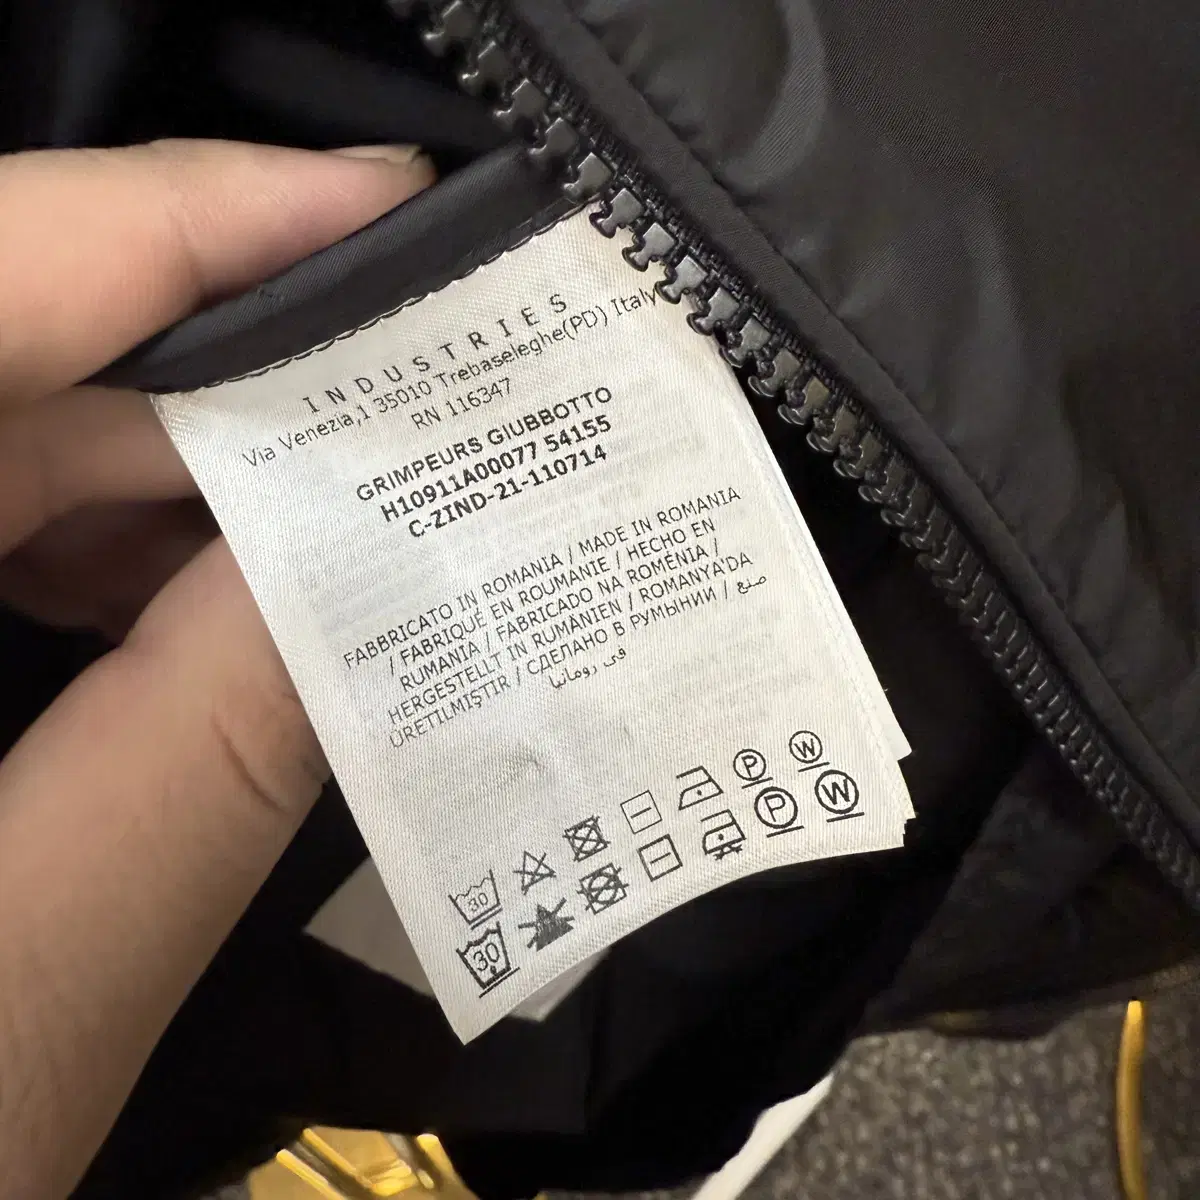 INDUSTRIES
Via Venezia,1 35010 Trebaseleghe(PD) Italy
RN 116347
GRIMPEURS GIUBBOTTO
H10911A00077 54155
C-ZIND-21-110714
FABBRICATO IN ROMANIA / MADE IN ROMANIA
/ FABRIQUÉ EN ROUMANIE / HECHO EN
RUMANIA / FABRICADO NA ROMÉNIA /
HERGESTELLT IN RUMÄNIEN / ROMANYA'DA
ÜRETILMIŞTIR / СДЕЛАНО В РУМЫНИИ / صنع
في رومانيا
30 P W
30 P W